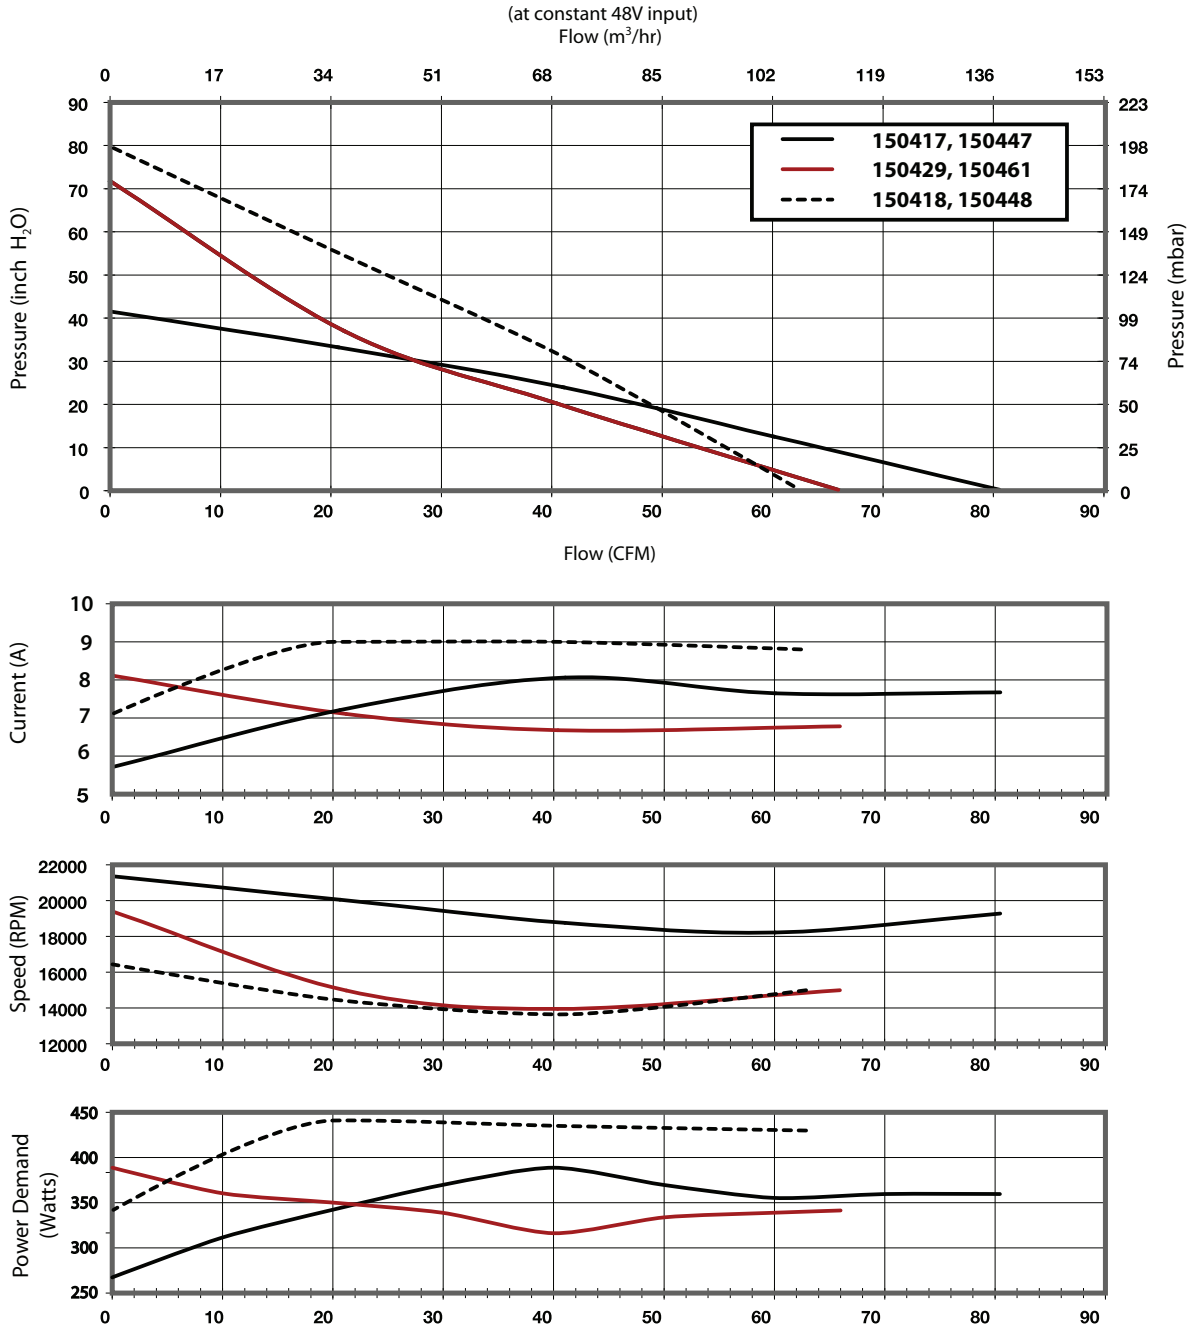 (at constant 48V input)
Flow (m³/hr)
0 17 34 51 68 85 102 119 136 153
90 223
80 198
70 174
60 149
50 124
40 99
30 74
20 50
10 25
0 0
Pressure (inch H₂O)
Pressure (mbar)
150417, 150447
150429, 150461
150418, 150448
0 10 20 30 40 50 60 70 80 90
Flow (CFM)
Current (A)
10
9
8
7
6
5
0 10 20 30 40 50 60 70 80 90
Speed (RPM)
22000
20000
18000
16000
14000
12000
0 10 20 30 40 50 60 70 80 90
Power Demand
(Watts)
450
400
350
300
250
0 10 20 30 40 50 60 70 80 90